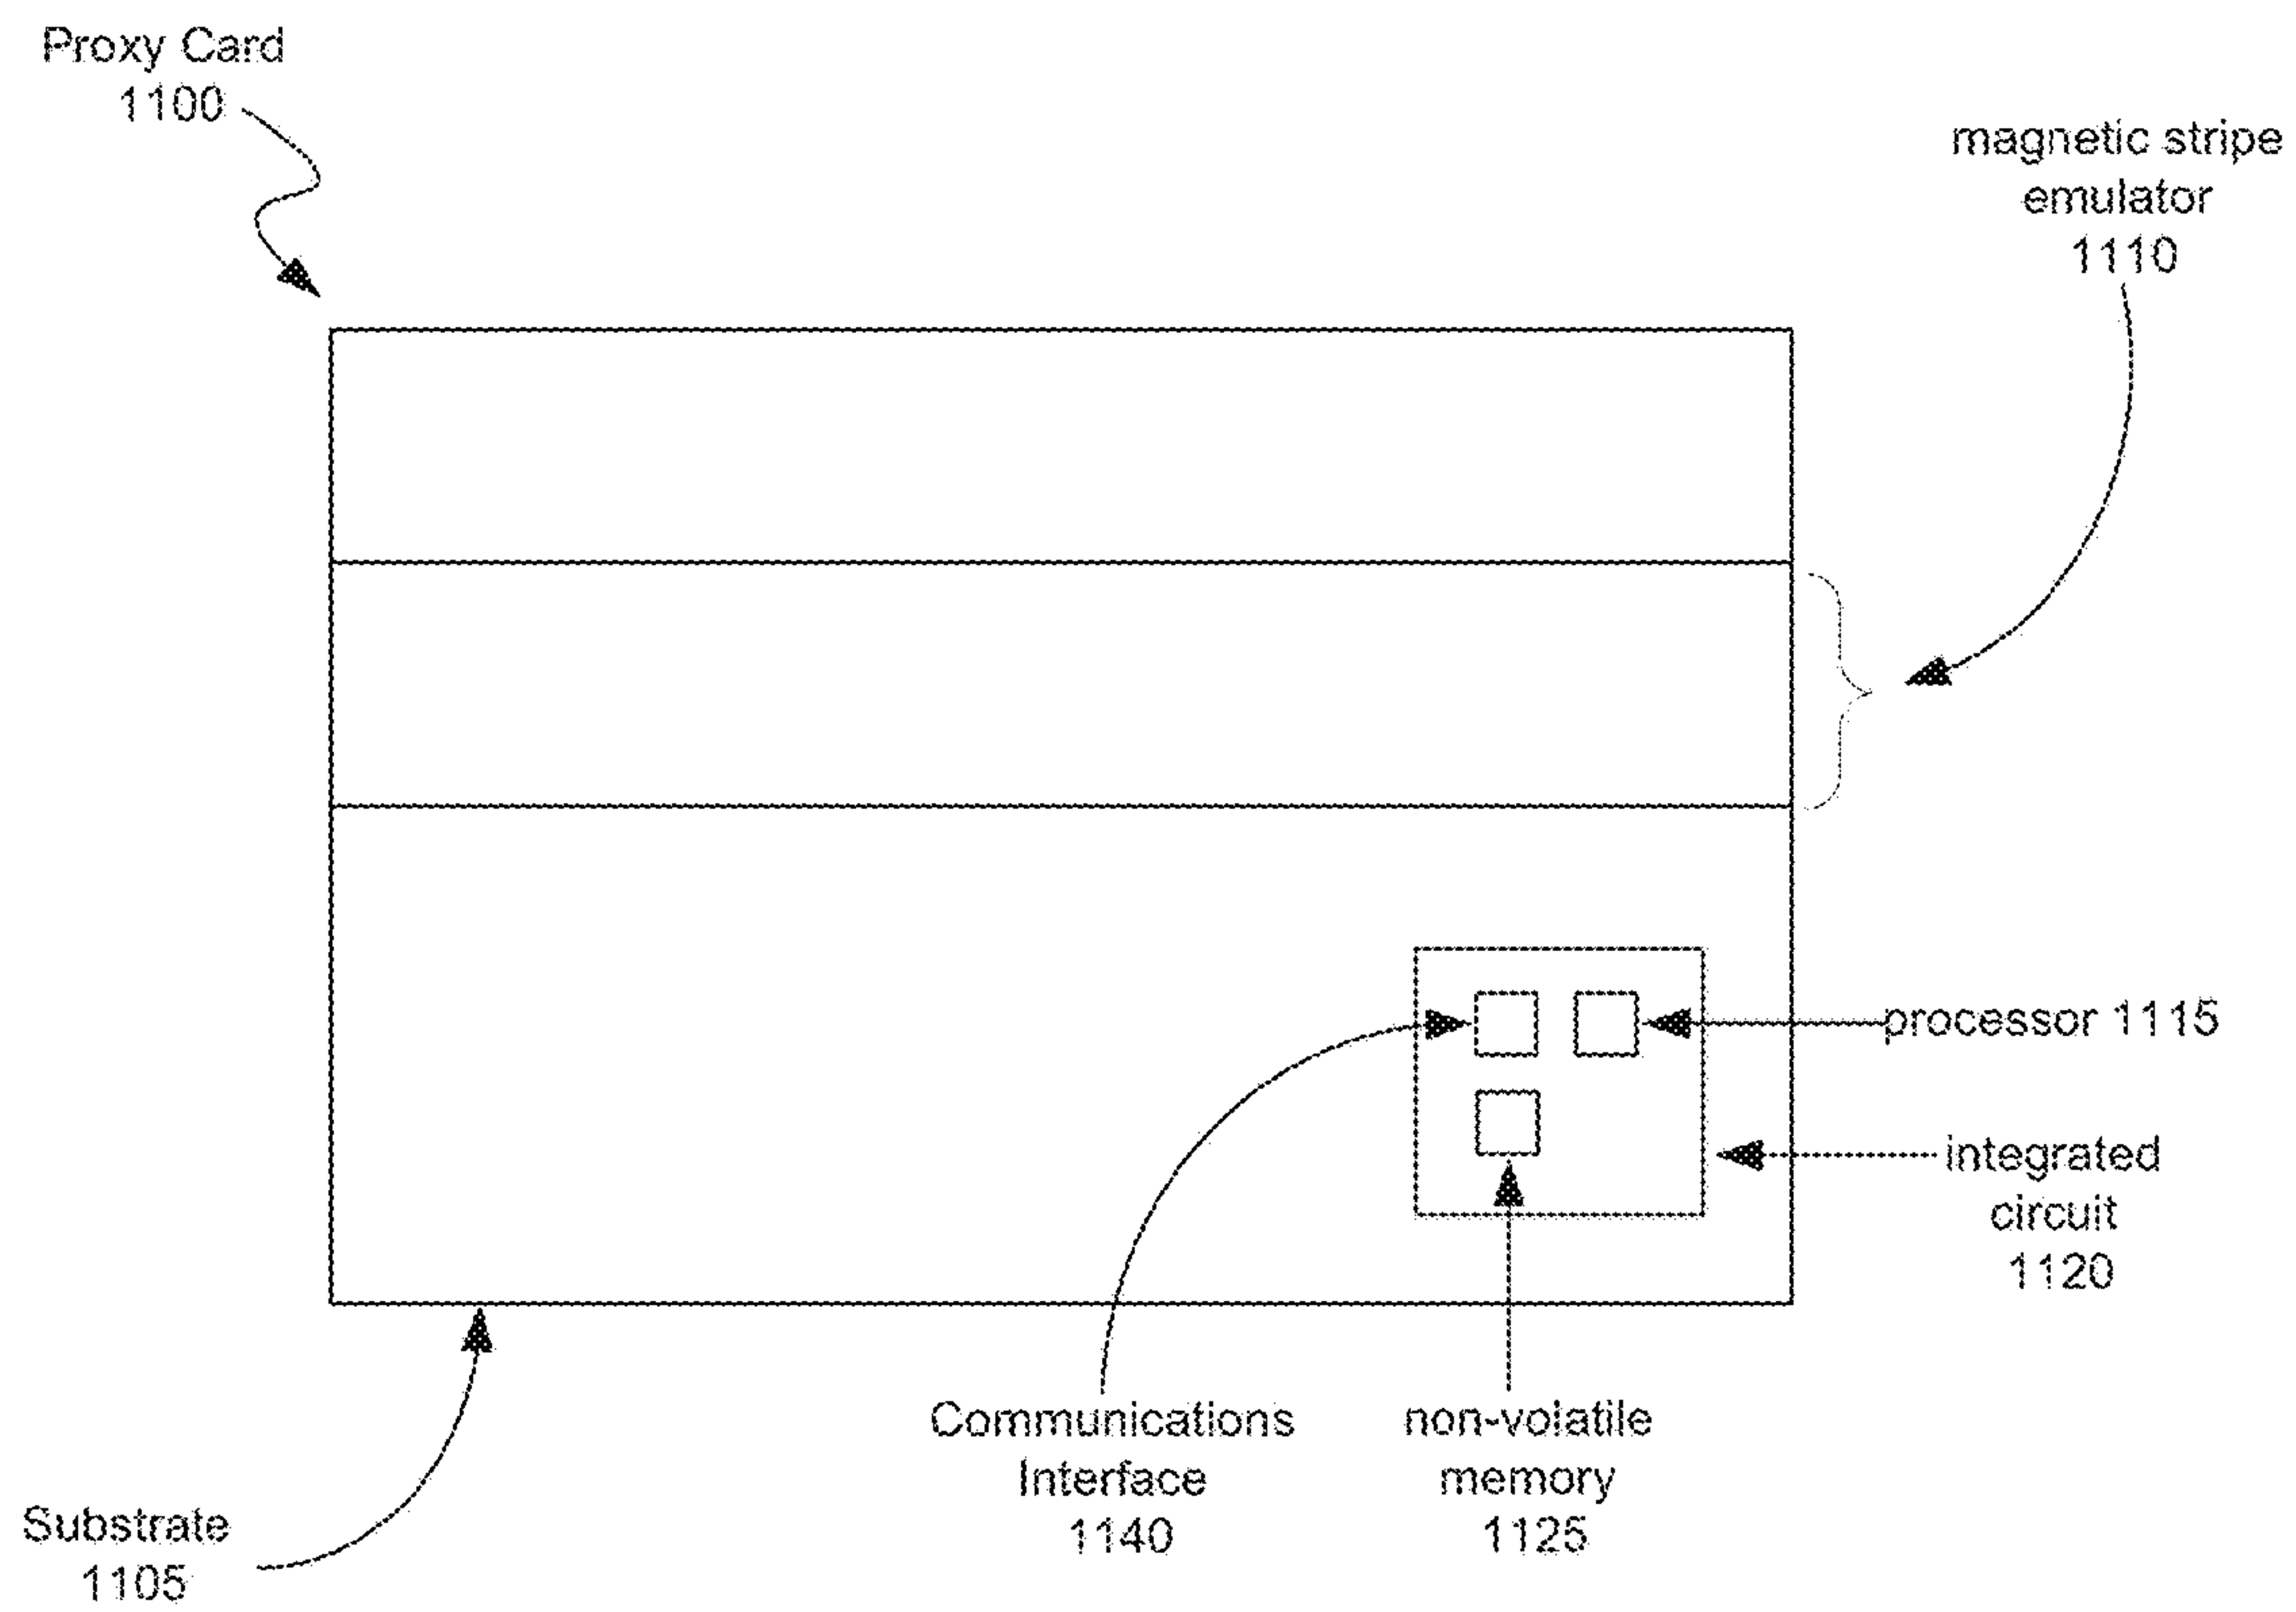 Proxy Card
1100
magnetic stripe
emulator
1110
processor 1115
integrated
circuit
1120
Communications
Interface
1140
non-volatile
memory
1125
Substrate
1105